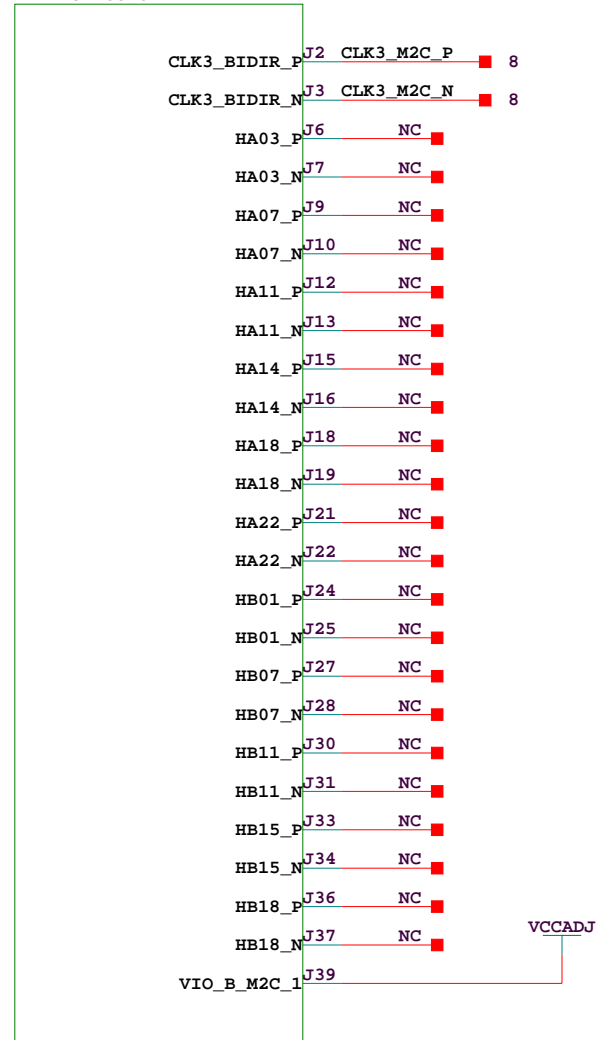 CLK3_BIDIR_P J2 CLK3_M2C_P 8
CLK3_BIDIR_N J3 CLK3_M2C_N 8
HA03_P J6 NC
HA03_N J7 NC
HA07_P J9 NC
HA07_N J10 NC
HA11_P J12 NC
HA11_N J13 NC
HA14_P J15 NC
HA14_N J16 NC
HA18_P J18 NC
HA18_N J19 NC
HA22_P J21 NC
HA22_N J22 NC
HB01_P J24 NC
HB01_N J25 NC
HB07_P J27 NC
HB07_N J28 NC
HB11_P J30 NC
HB11_N J31 NC
HB15_P J33 NC
HB15_N J34 NC
HB18_P J36 NC
HB18_N J37 NC
VCCADJ
VIO_B_M2C_1 J39